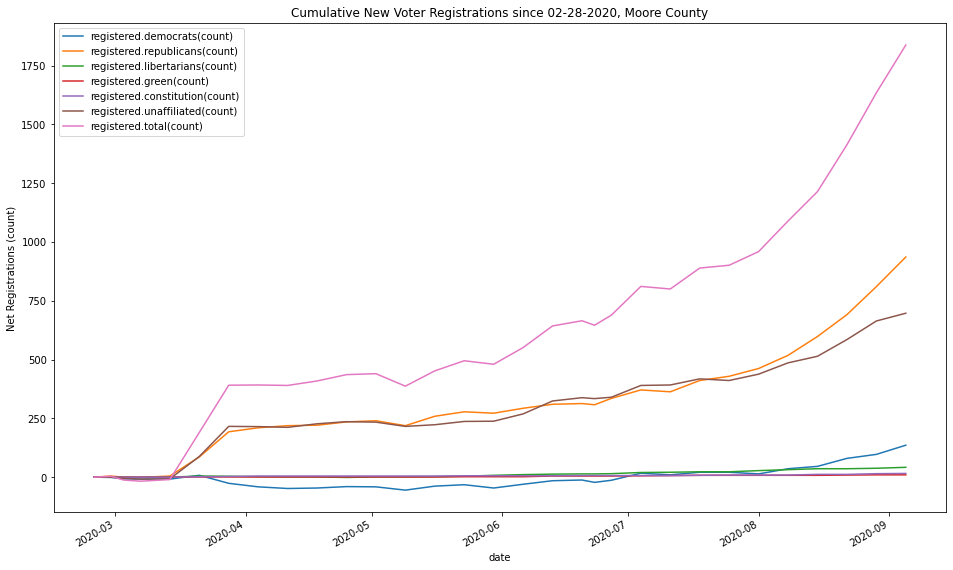 Cumulative New Voter Registrations since 02-28-2020, Moore County
registered.democrats(count)
registered.republicans(count)
registered.libertarians(count)
registered.green(count)
registered.constitution(count)
registered.unaffiliated(count)
registered.total(count)
1750
1500
1250
1000
750
500
250
0
Net Registrations (count)
2020-03
2020-04
2020-05
2020-06
2020-07
2020-08
2020-09
date